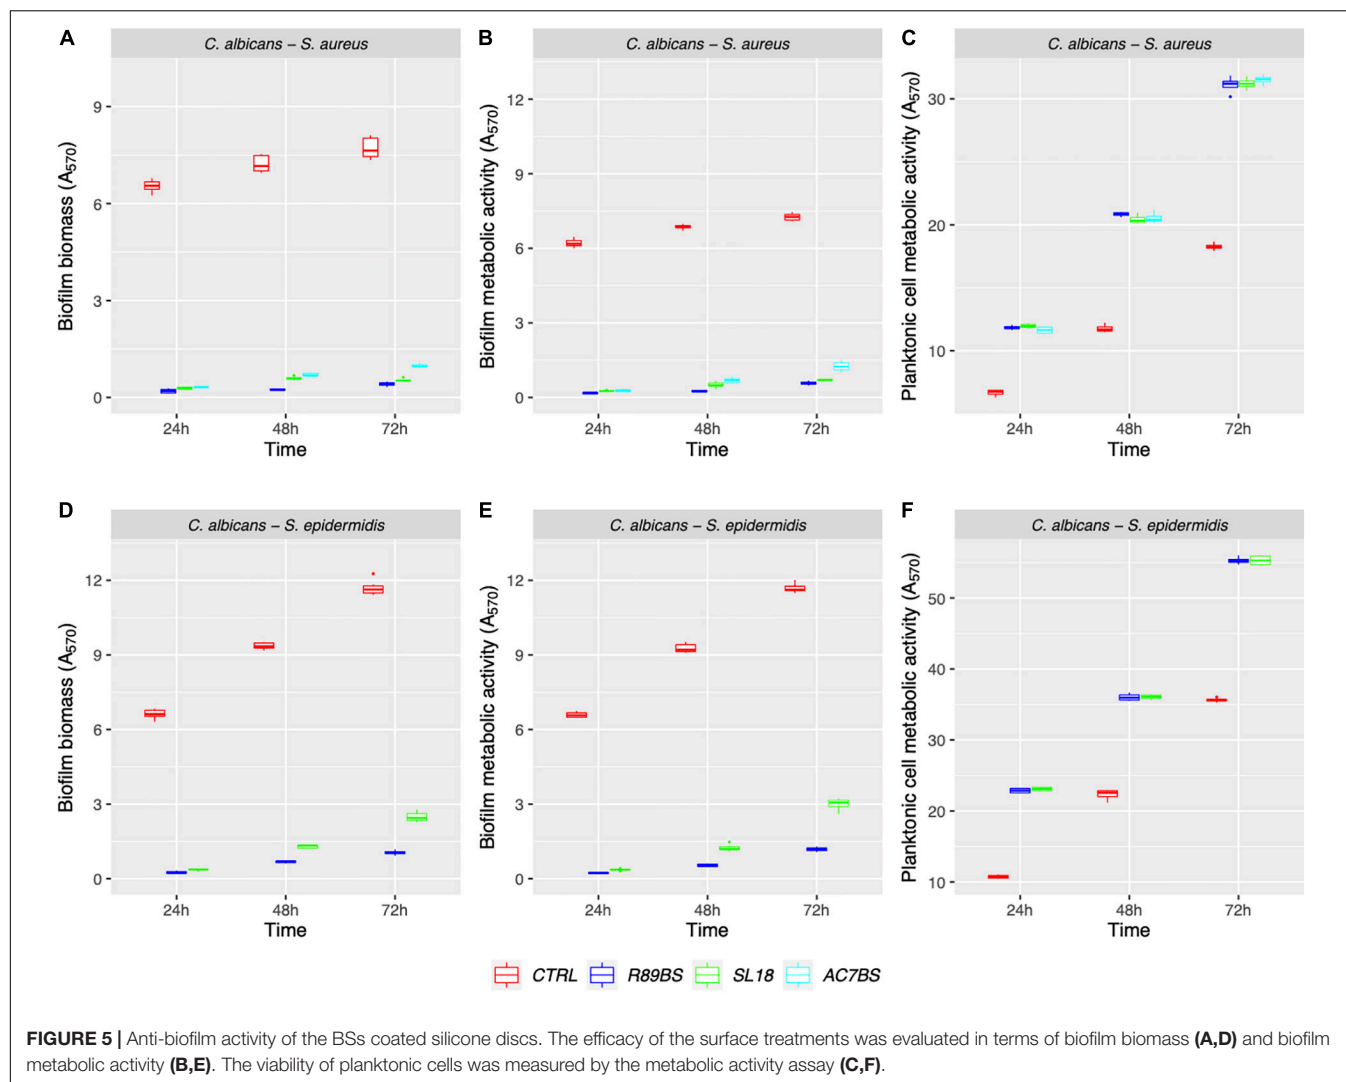 A
C. albicans – S. aureus
Biofilm biomass (A570)
9
6
3
0
24h 48h 72h
Time
B
C. albicans – S. aureus
Biofilm metabolic activity (A570)
12
9
6
3
0
24h 48h 72h
Time
C
C. albicans – S. aureus
Planktonic cell metabolic activity (A570)
30
20
10
24h 48h 72h
Time
D
C. albicans – S. epidermidis
Biofilm biomass (A570)
12
9
6
3
0
24h 48h 72h
Time
E
C. albicans – S. epidermidis
Biofilm metabolic activity (A570)
12
9
6
3
0
24h 48h 72h
Time
F
C. albicans – S. epidermidis
Planktonic cell metabolic activity (A570)
50
40
30
20
10
24h 48h 72h
Time
CTRL R89BS SL18 AC7BS
FIGURE 5 | Anti-biofilm activity of the BSs coated silicone discs. The efficacy of the surface treatments was evaluated in terms of biofilm biomass (A,D) and biofilm
metabolic activity (B,E). The viability of planktonic cells was measured by the metabolic activity assay (C,F).